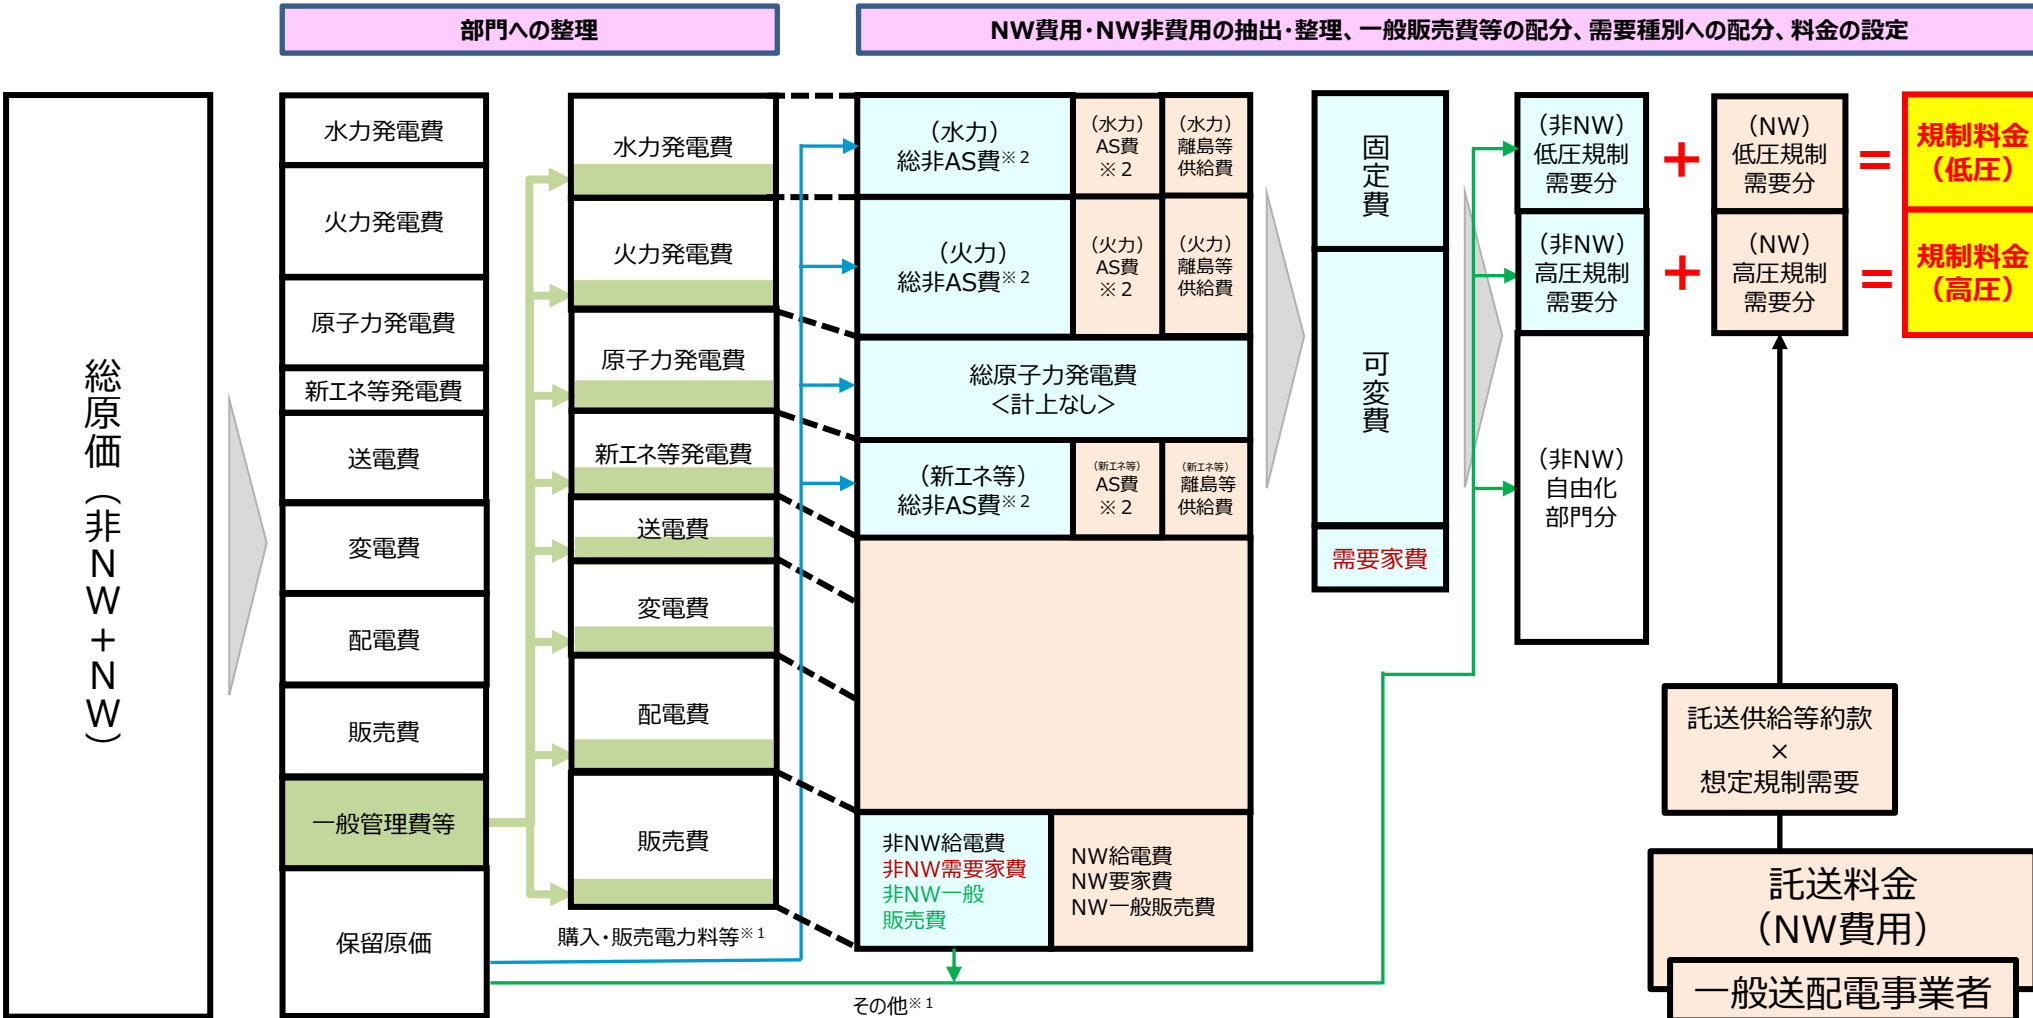 部門への整理
NW費用・NW非費用の抽出・整理、一般販売費等の配分、需要種別への配分、料金の設定
総原価（非NW＋NW）
水力発電費
火力発電費
原子力発電費
新エネ等発電費
送電費
変電費
配電費
販売費
一般管理費等
保留原価
水力発電費
火力発電費
原子力発電費
新エネ等発電費
送電費
変電費
配電費
販売費
購入・販売電力料等※1
その他※1
（水力）
総非AS費※2
（水力）
AS費
※2
（水力）
離島等
供給費
（火力）
総非AS費※2
（火力）
AS費
※2
（火力）
離島等
供給費
総原子力発電費
＜計上なし＞
（新エネ等）
総非AS費※2
（新エネ等）
AS費
※2
（新エネ等）
離島等
供給費
非NW給電費
非NW需要家費
非NW一般
販売費
NW給電費
NW要家費
NW一般販売費
固定費
可変費
需要家費
（非NW）
低圧規制
需要分
＋
（NW）
低圧規制
需要分
＝
規制料金
（低圧）
（非NW）
高圧規制
需要分
＋
（NW）
高圧規制
需要分
＝
規制料金
（高圧）
（非NW）
自由化
部門分
託送供給等約款
×
想定規制需要
託送料金
（NW費用）
一般送配電事業者